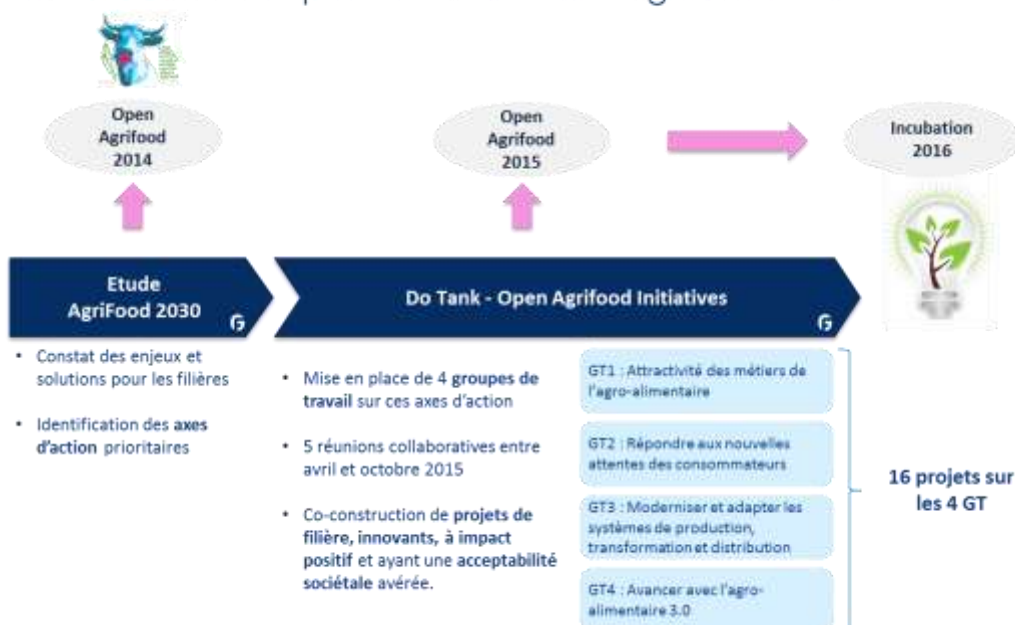 Open
Agrifood
2014
Open
Agrifood
2015
Incubation
2016
Etude
AgriFood 2030
Do Tank - Open Agrifood Initiatives
• Constat des enjeux et
solutions pour les filières
• Identification des axes
d'action prioritaires
• Mise en place de 4 groupes de
travail sur ces axes d'action
• 5 réunions collaboratives entre
avril et octobre 2015
• Co-construction de projets de
filière, innovants, à impact
positif et ayant une acceptabilité
sociétale avérée.
GT1 : Attractivité des métiers de
l'agro-alimentaire
GT2 : Répondre aux nouvelles
attentes des consommateurs
GT3 : Moderniser et adapter les
systèmes de production,
transformation et distribution
GT4 : Avancer avec l'agro-
alimentaire 3.0
16 projets sur
les 4 GT